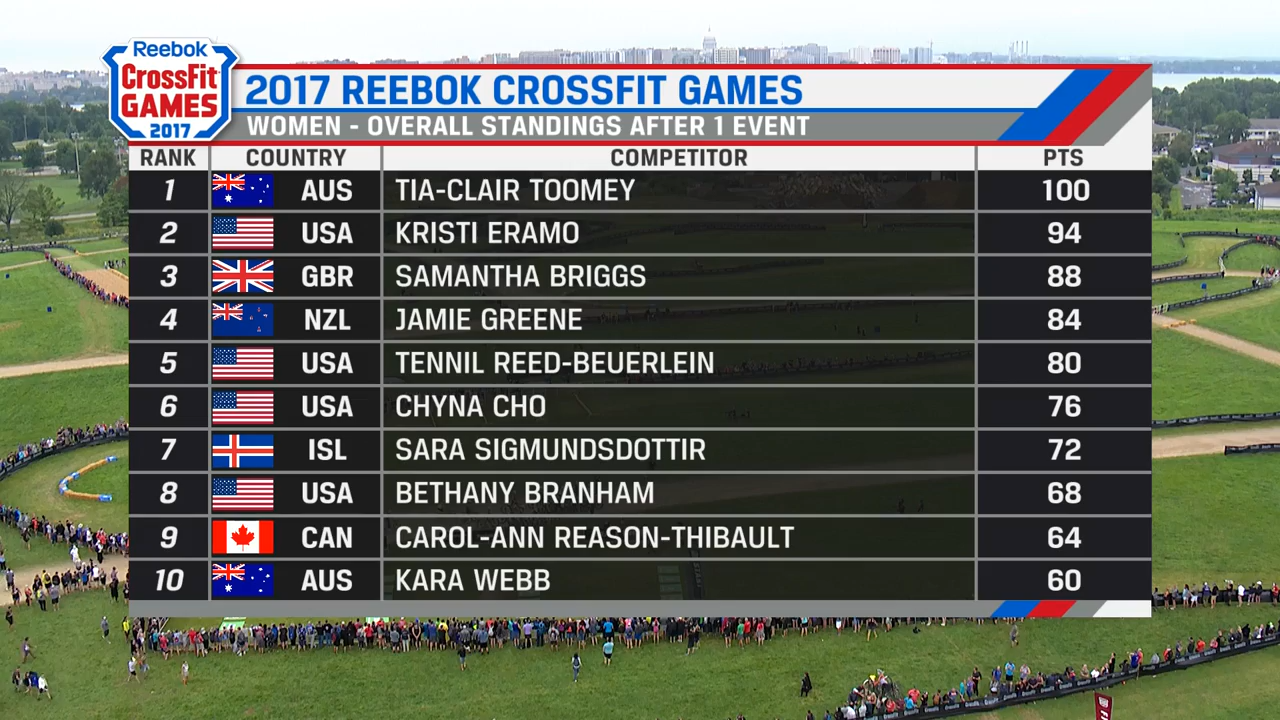 Reebok
CrossFit
GAMES
2017
2017 REEBOK CROSSFIT GAMES
WOMEN - OVERALL STANDINGS AFTER 1 EVENT
RANK COUNTRY COMPETITOR PTS
1 AUS TIA-CLAIR TOOMEY 100
2 USA KRISTI ERAMO 94
3 GBR SAMANTHA BRIGGS 88
4 NZL JAMIE GREENE 84
5 USA TENNIL REED-BEUERLEIN 80
6 USA CHYNA CHO 76
7 ISL SARA SIGMUNDSDOTTIR 72
8 USA BETHANY BRANHAM 68
9 CAN CAROL-ANN REASON-THIBAULT 64
10 AUS KARA WEBB 60